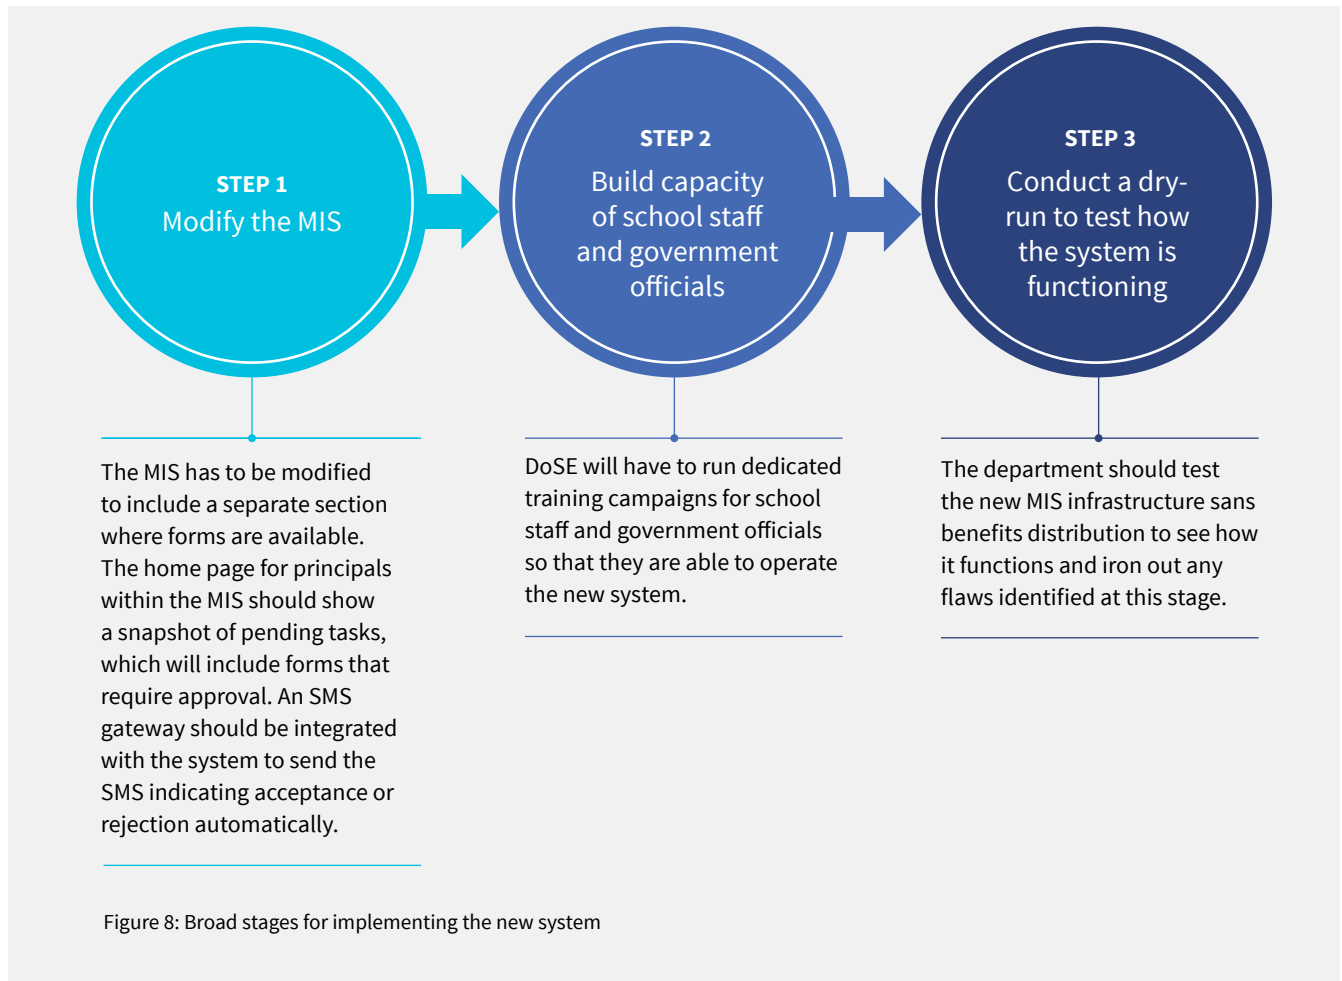 STEP 1
Modify the MIS
STEP 2
Build capacity
of school staff
and government
officials
STEP 3
Conduct a dry-
run to test how
the system is
functioning
The MIS has to be modified
to include a separate section
where forms are available.
The home page for principals
within the MIS should show
a snapshot of pending tasks,
which will include forms that
require approval. An SMS
gateway should be integrated
with the system to send the
SMS indicating acceptance or
rejection automatically.
DoSE will have to run dedicated
training campaigns for school
staff and government officials
so that they are able to operate
the new system.
The department should test
the new MIS infrastructure sans
benefits distribution to see how
it functions and iron out any
flaws identified at this stage.
Figure 8: Broad stages for implementing the new system